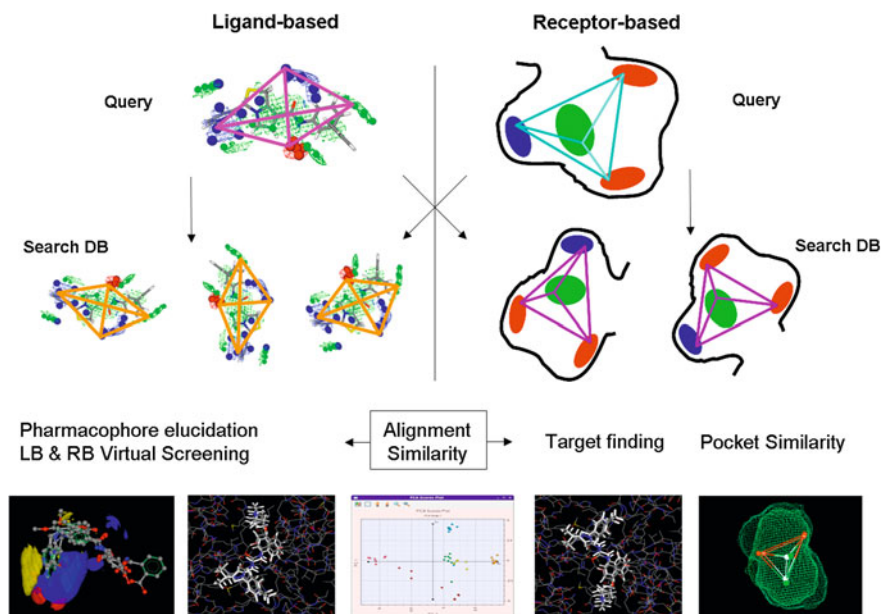 Ligand-based
Receptor-based
Query
Query
Search DB
Search DB
Pharmacophore elucidation
LB & RB Virtual Screening
Alignment
Similarity
Target finding
Pocket Similarity